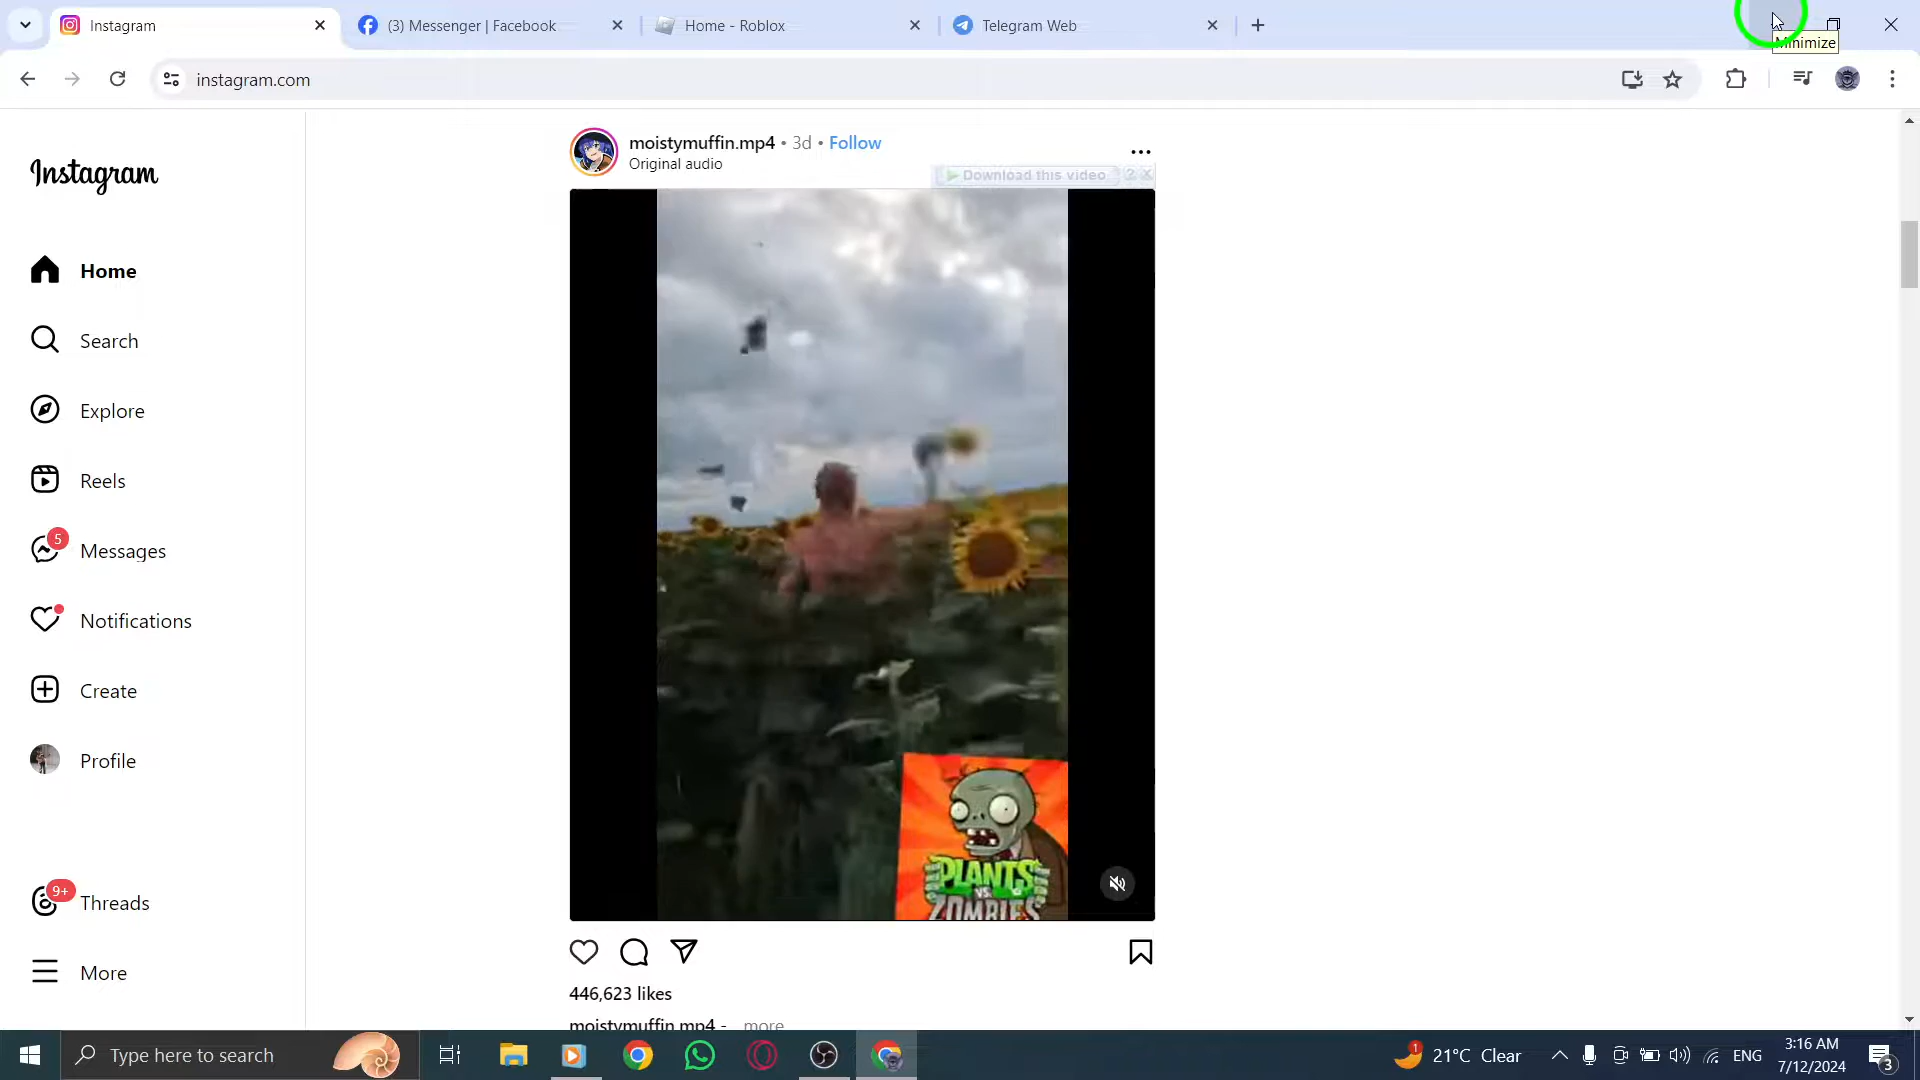 Instagram
(3) Messenger | Facebook
Home - Roblox
Telegram Web
Minimize
instagram.com
Instagram
Home
Search
Explore
Reels
5
Messages
Notifications
Create
Profile
9+
Threads
More
moistymuffin.mp4 • 3d • Follow
Original audio
Download this video ?
PLANTS
VS.
ZOMBIES
446,623 likes
moistymuffin.mp4 - more
Type here to search
1
21°C Clear
ENG
3:16 AM
7/12/2024
3